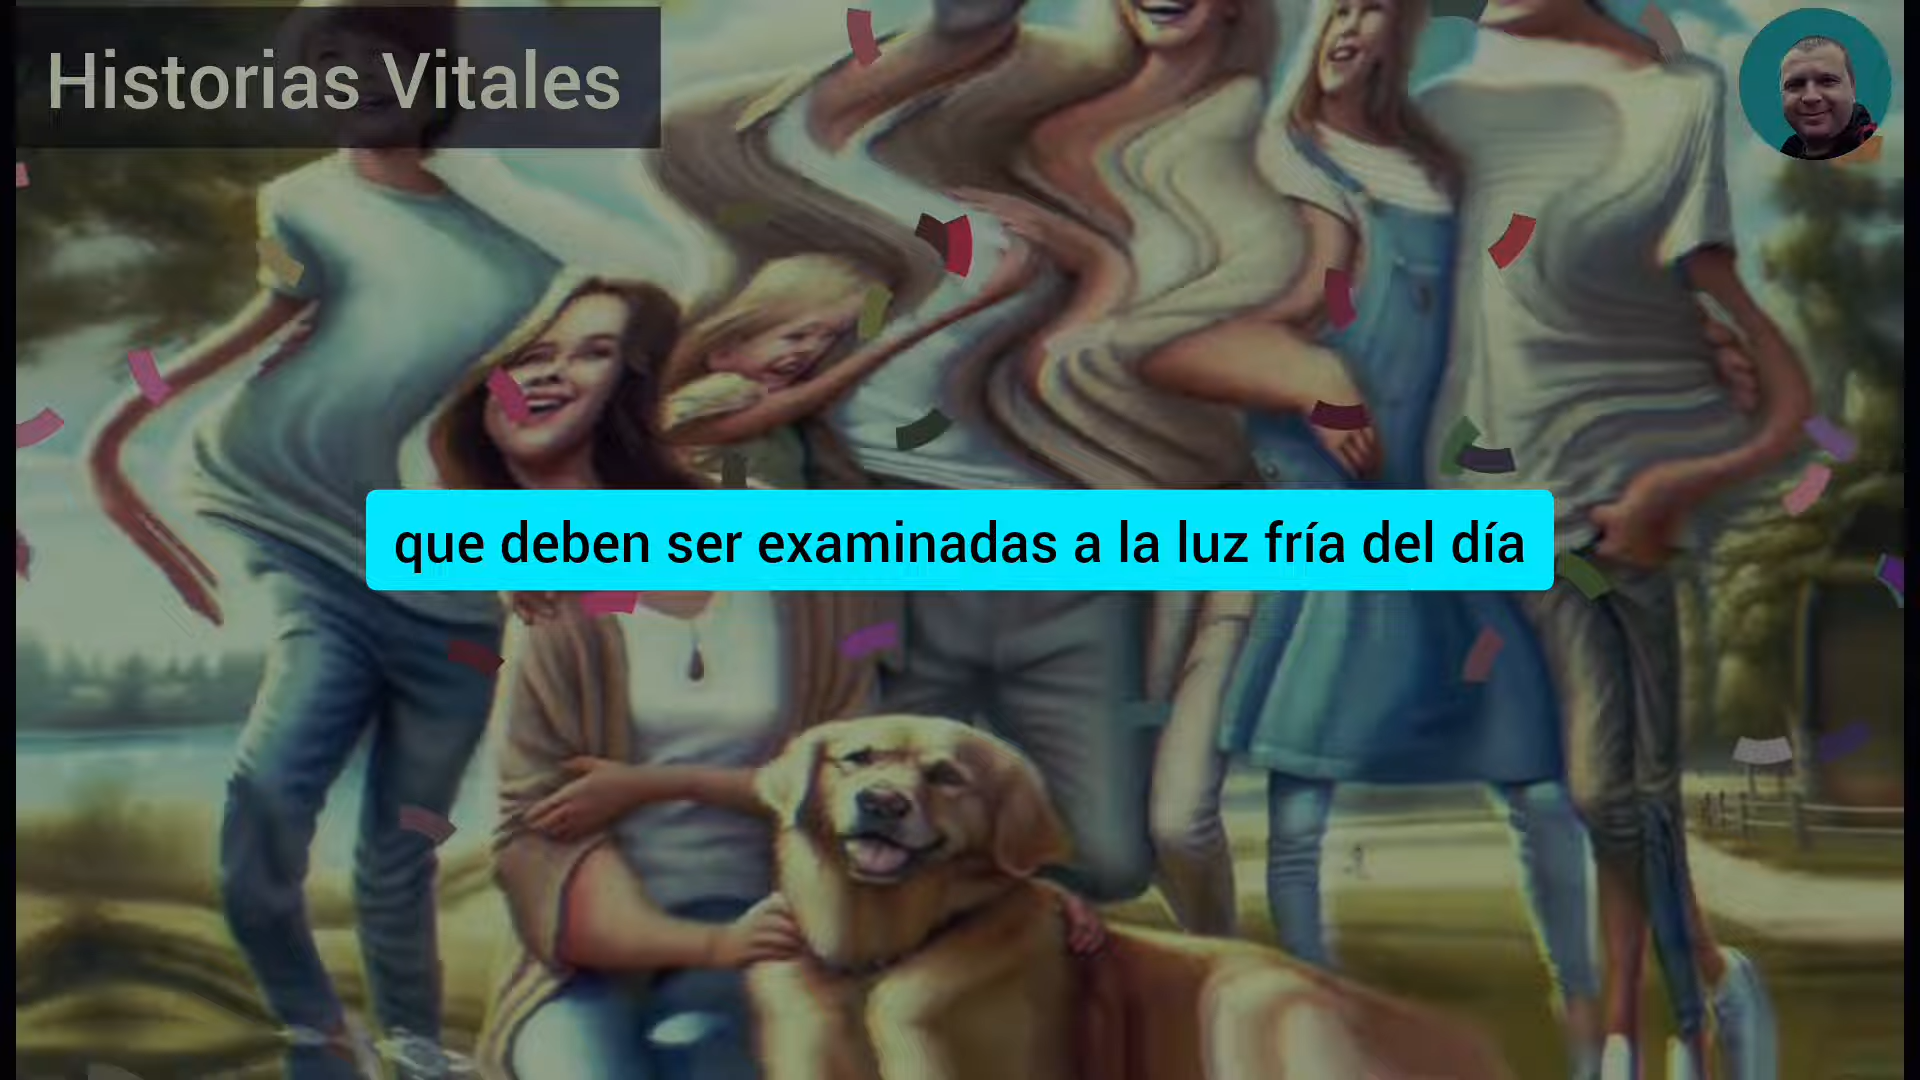 Historias Vitales
que deben ser examinadas a la luz fría del día